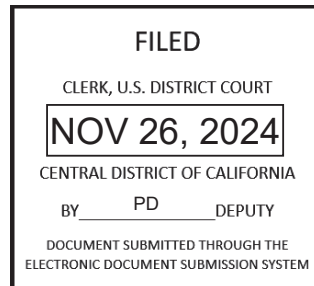 FILED
CLERK, U.S. DISTRICT COURT
NOV 26, 2024
CENTRAL DISTRICT OF CALIFORNIA
BY PD DEPUTY
DOCUMENT SUBMITTED THROUGH THE
ELECTRONIC DOCUMENT SUBMISSION SYSTEM